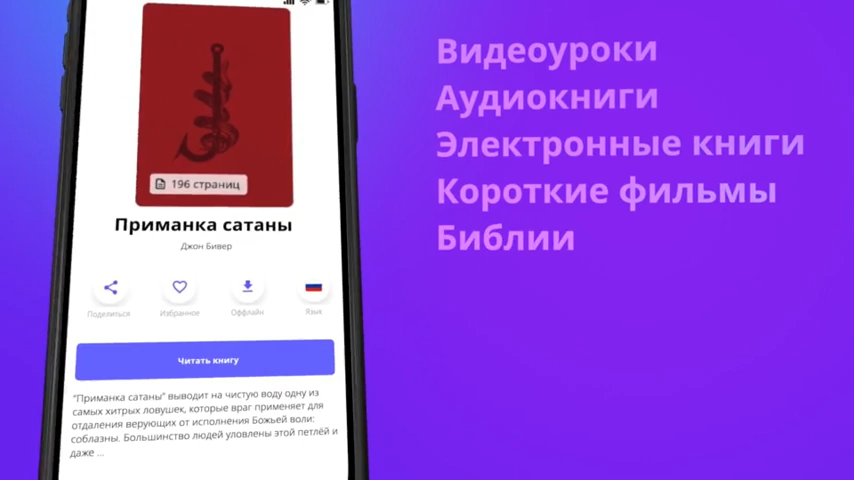 196 страниц
Приманка сатаны
Джон Бивер
Поделиться
Избранное
Оффлайн
Язык
Читать книгу
"Приманка сатаны" выводит на чистую воду одну из
самых хитрых ловушек, которые враг применяет для
отдаления верующих от исполнения Божьей воли:
соблазны. Большинство людей уловлены этой петлёй и
даже ...
Видеоуроки
Аудиокниги
Электронные книги
Короткие фильмы
Библии